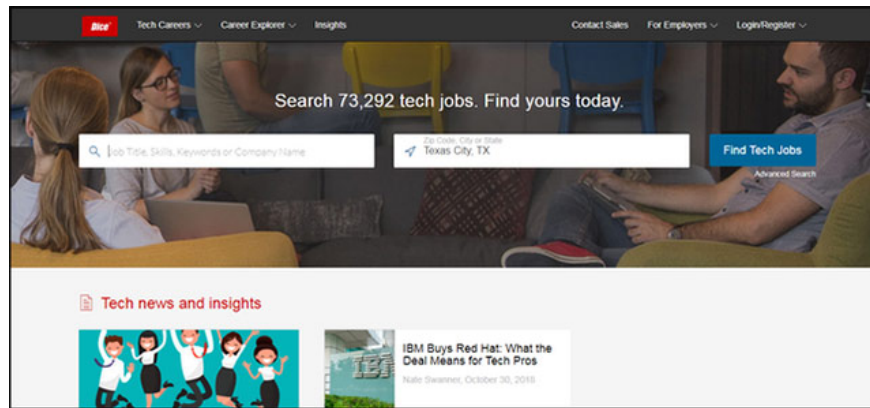 Dice
Tech Careers Career Explorer Insights Contact Sales For Employers Login/Register
Search 73,292 tech jobs. Find yours today.
Job Title, Skills, Keywords or Company Name
Zip Code, City or State
Texas City, TX
Find Tech Jobs
Advanced Search
Tech news and insights
IBM
IBM Buys Red Hat: What the
Deal Means for Tech Pros
Nate Swanner, October 30, 2018